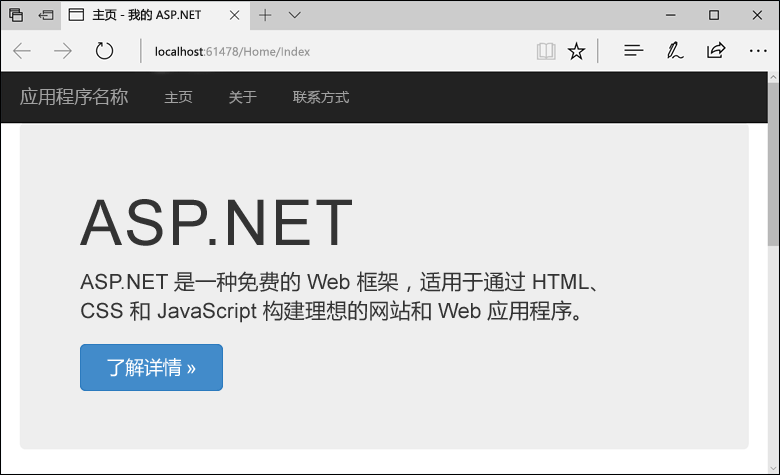 主页 - 我的 ASP.NET
localhost:61478/Home/Index
应用程序名称 主页 关于 联系方式
ASP.NET
ASP.NET 是一种免费的 Web 框架，适用于通过 HTML、
CSS 和 JavaScript 构建理想的网站和 Web 应用程序。
了解详情 »